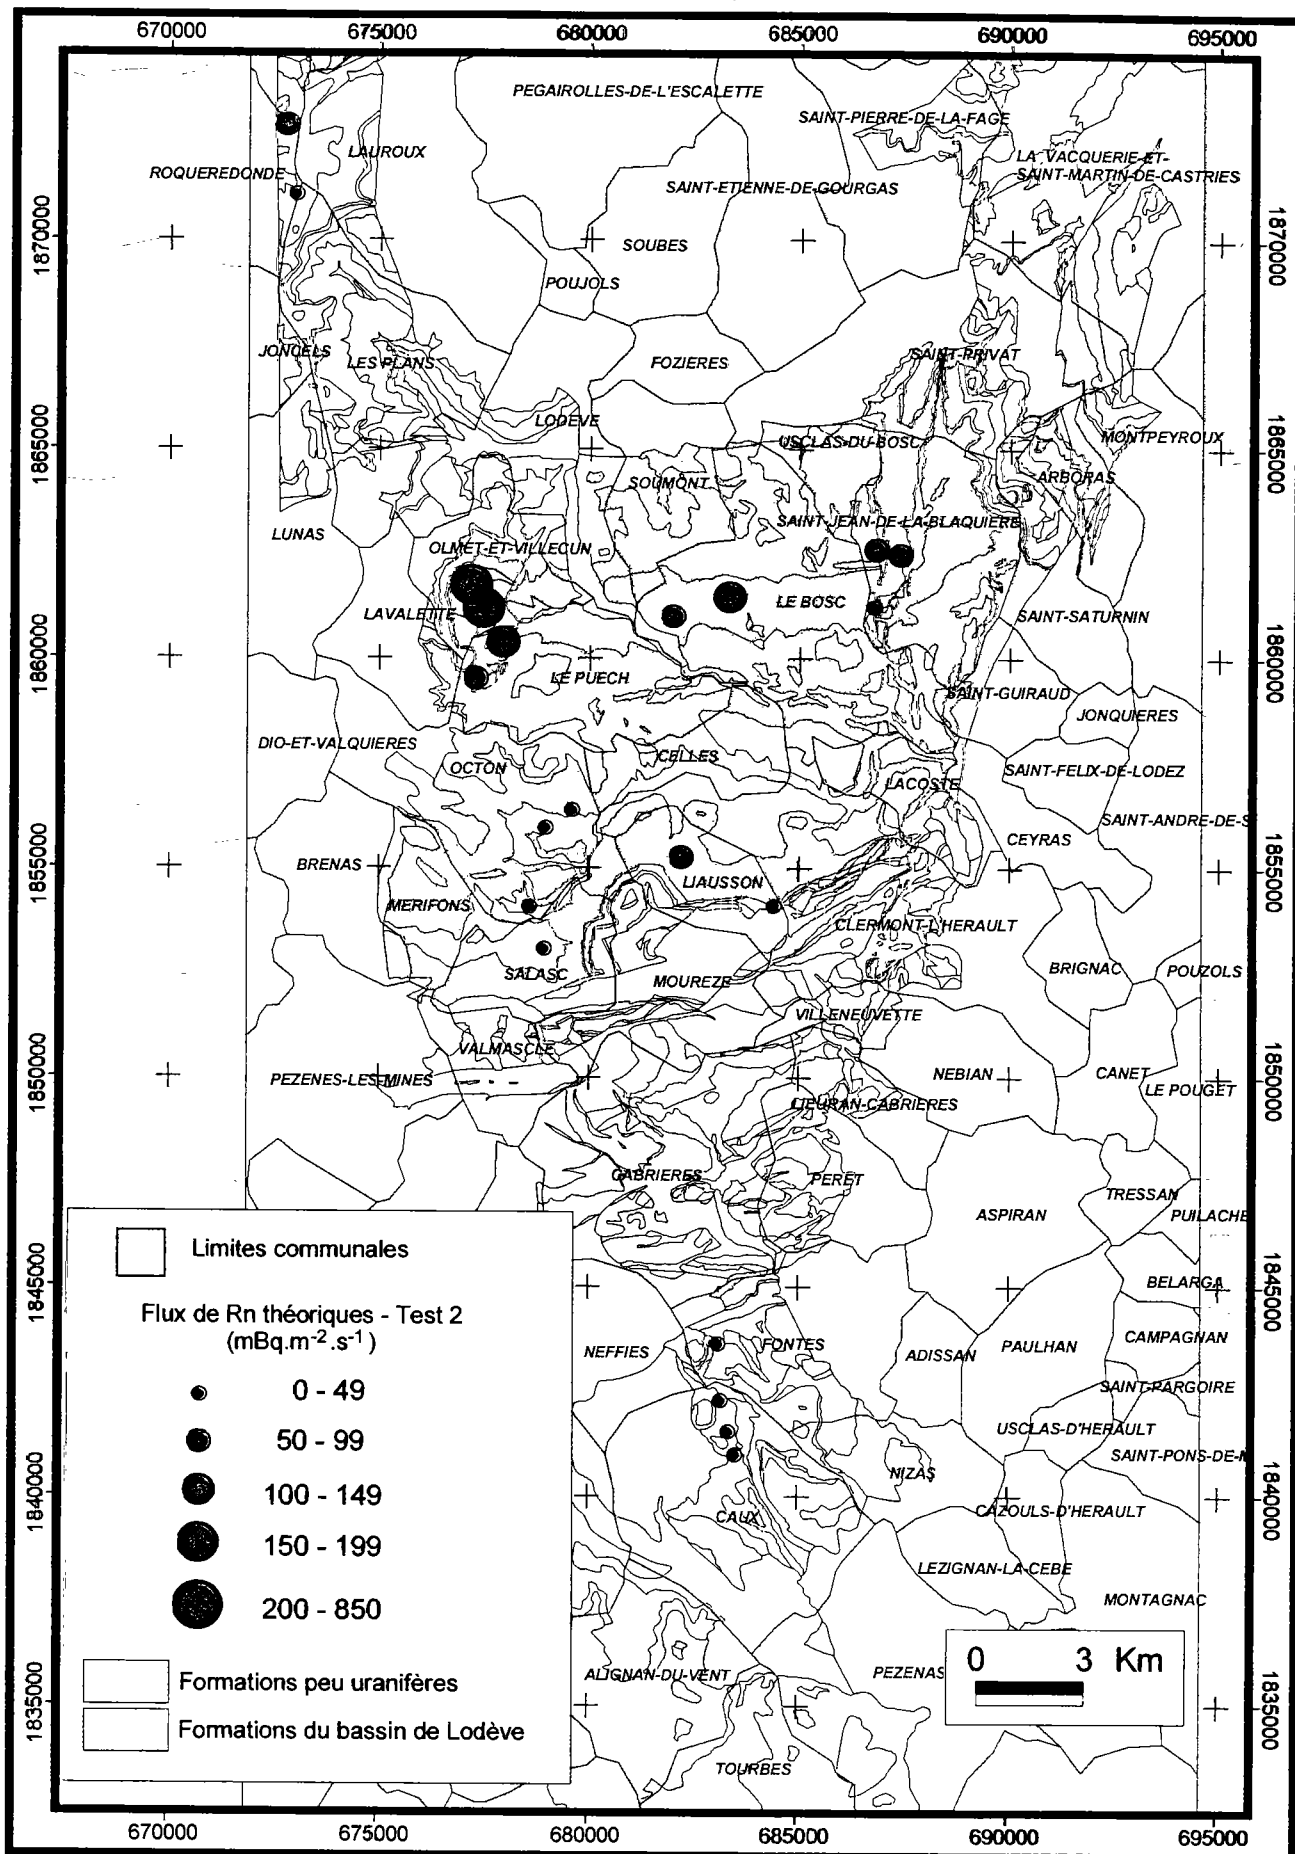 670000 675000 680000 685000 690000 695000
PEGAIROLLES-DE-L'ESCALETTE
SAINT-PIERRE-DE-LA-FAGE
LAUROUX
LA VACQUERIE-ET-
SAINT-MARTIN-DE-CASTRIES
ROQUEREDONDE
SAINT-ETIENNE-DE-GOURGAS
1870000
SOUBES
1870000
POUJOLS
JONCELS
LES PLANS
FOZIERES
SAINT-PRIVAT
LODEVE
1865000
USCLAS-DU-BOSC
MONTPEYROUX
1865000
SOUMONT
ARBORAS
SAINT-JEAN-DE-LA-BLAQUIERE
LUNAS
OLMET-ET-VILLECUN
LE BOSC
LAVALETTE
SAINT-SATURNIN
1860000
LE PUECH
SAINT-GUIRAUD
1860000
JONQUIERES
DIO-ET-VALQUIERES
OCTON
CELLES
LACOSTE
SAINT-FELIX-DE-LODEZ
SAINT-ANDRE-DE-S
CEYRAS
1855000
BRENAS
LIAUSSON
1855000
MERIFONS
CLERMONT-L'HERAULT
SALASC
MOUREZE
BRIGNAC
POUZOLS
VILLENEUVETTE
VALMASCLE
1850000
PEZENES-LES-MINES
NEBIAN
CANET
LE POUGET
1850000
LIEURAN-CABRIERES
CABRIERES
PERET
TRESSAN
ASPIRAN
PUILACHE
Limites communales
1845000
BELARGA
1845000
Flux de Rn théoriques - Test 2
(mBq.m-2.s-1)
NEFFIES
FONTES
ADISSAN
PAULHAN
CAMPAGNAN
0 - 49
SAINT-PARGOIRE
50 - 99
USCLAS-D'HERAULT
SAINT-PONS-DE-M
NIZAS
1840000
100 - 149
CAUX
CAZOULS-D'HERAULT
1840000
150 - 199
LEZIGNAN-LA-CEBE
200 - 850
MONTAGNAC
0 3 Km
Formations peu uranifères
ALIGNAN-DU-VENT
PEZENAS
1835000
Formations du bassin de Lodève
1835000
TOURBES
670000 675000 680000 685000 690000 695000